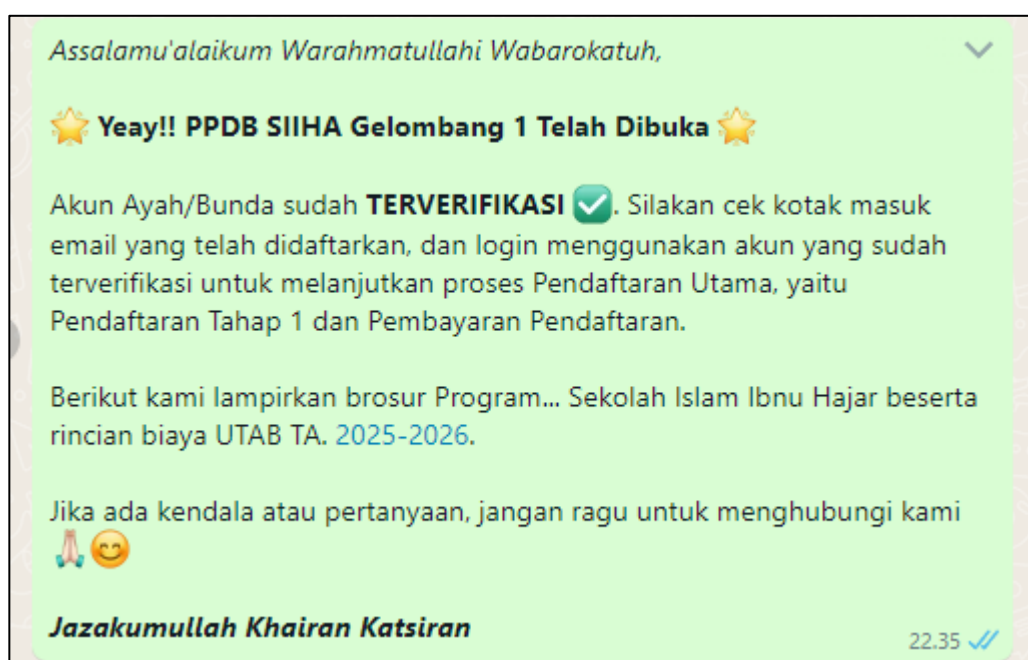 Assalamu'alaikum Warahmatullahi Wabarokatuh,
🌟 Yeay!! PPDB SIIHA Gelombang 1 Telah Dibuka 🌟
Akun Ayah/Bunda sudah TERVERIFIKASI ✅. Silakan cek kotak masuk
email yang telah didaftarkan, dan login menggunakan akun yang sudah
terverifikasi untuk melanjutkan proses Pendaftaran Utama, yaitu
Pendaftaran Tahap 1 dan Pembayaran Pendaftaran.
Berikut kami lampirkan brosur Program... Sekolah Islam Ibnu Hajar beserta
rincian biaya UTAB TA. 2025-2026.
Jika ada kendala atau pertanyaan, jangan ragu untuk menghubungi kami
🙏🏻😊
Jazakumullah Khairan Katsiran
22.35